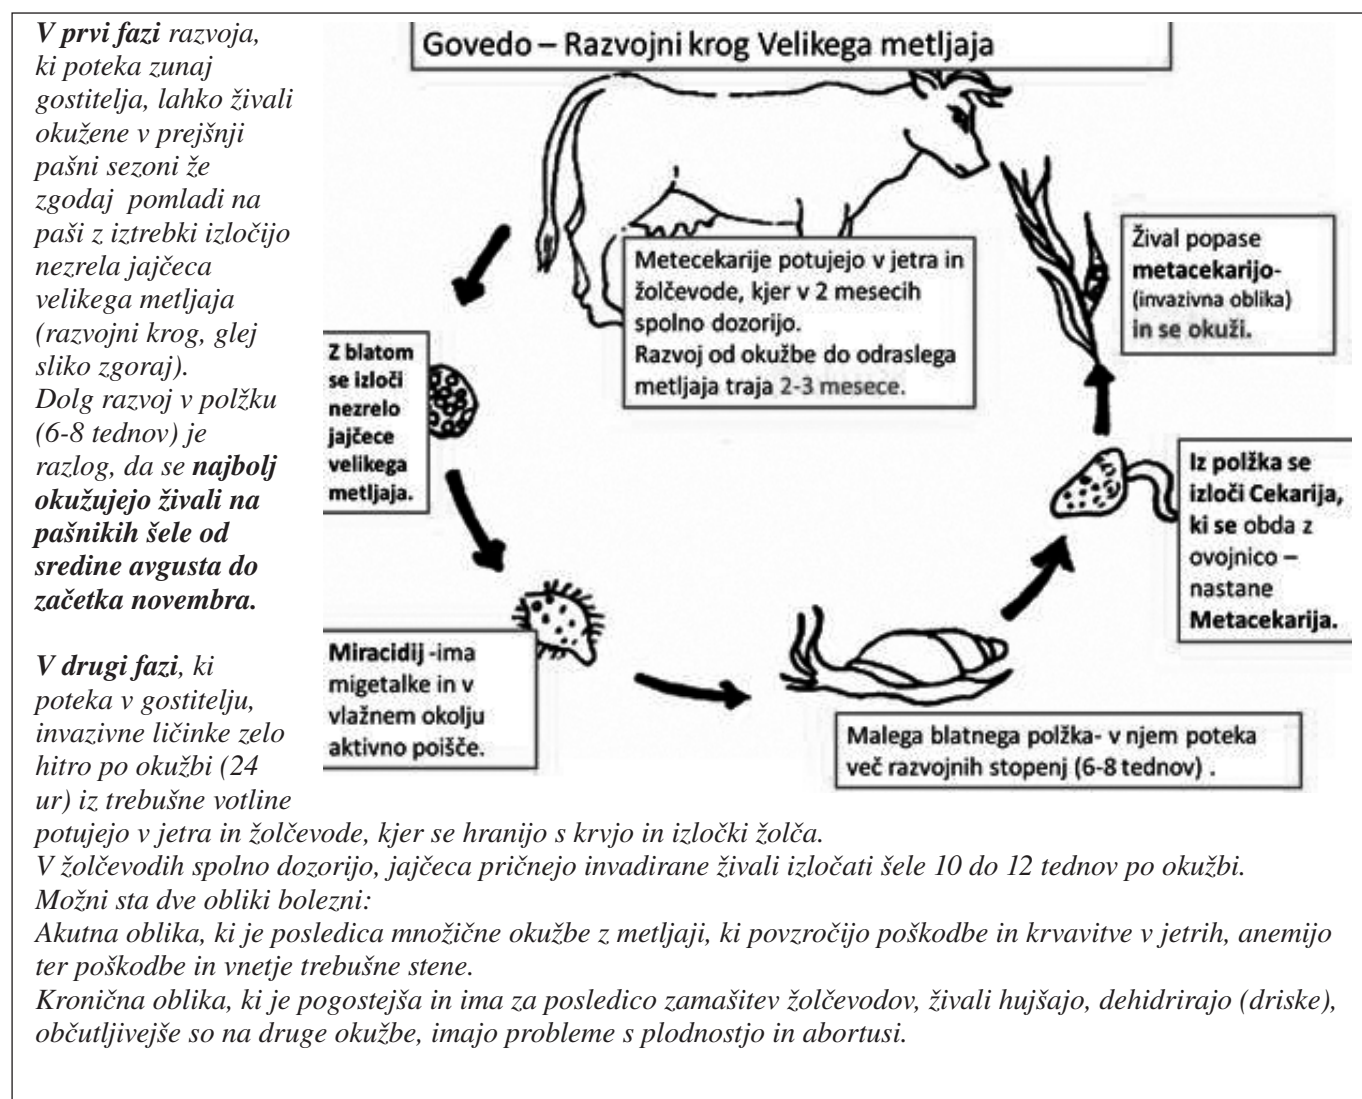 V prvi fazi razvoja,
ki poteka zunaj
gostitelja, lahko živali
okužene v prejšnji
pašni sezoni že
zgodaj pomladi na
paši z iztrebki izločijo
nezrela jajčeca
velikega metljaja
(razvojni krog, glej
sliko zgoraj).
Dolg razvoj v polžku
(6-8 tednov) je
razlog, da se najbolj
okužujejo živali na
pašnikih šele od
sredine avgusta do
začetka novembra.
V drugi fazi, ki
poteka v gostitelju,
invazivne ličinke zelo
hitro po okužbi (24
ur) iz trebušne votline
potujejo v jetra in žolčevode, kjer se hranijo s krvjo in izločki žolča.
V žolčevodih spolno dozorijo, jajčeca pričnejo invadirane živali izločati šele 10 do 12 tednov po okužbi.
Možni sta dve obliki bolezni:
Akutna oblika, ki je posledica množične okužbe z metljaji, ki povzročijo poškodbe in krvavitve v jetrih, anemijo
ter poškodbe in vnetje trebušne stene.
Kronična oblika, ki je pogostejša in ima za posledico zamašitev žolčevodov, živali hujšajo, dehidrirajo (driske),
občutljivejše so na druge okužbe, imajo probleme s plodnostjo in abortusi.
Govedo – Razvojni krog Velikega metljaja
Metecekarije potujejo v jetra in
žolčevode, kjer v 2 mesecih
spolno dozorijo.
Razvoj od okužbe do odraslega
metljaja traja 2-3 mesece.
Žival popase
metacekarijo-
(invazivna oblika)
in se okuži.
Z blatom
se izloči
nezrelo
jajčece
velikega
metljaja.
Iz polžka se
izloči Cekarija,
ki se obda z
ovojnico –
nastane
Metacekarija.
Miracidij -ima
migetalke in v
vlažnem okolju
aktivno poišče.
Malega blatnega polžka- v njem poteka
več razvojnih stopenj (6-8 tednov) .